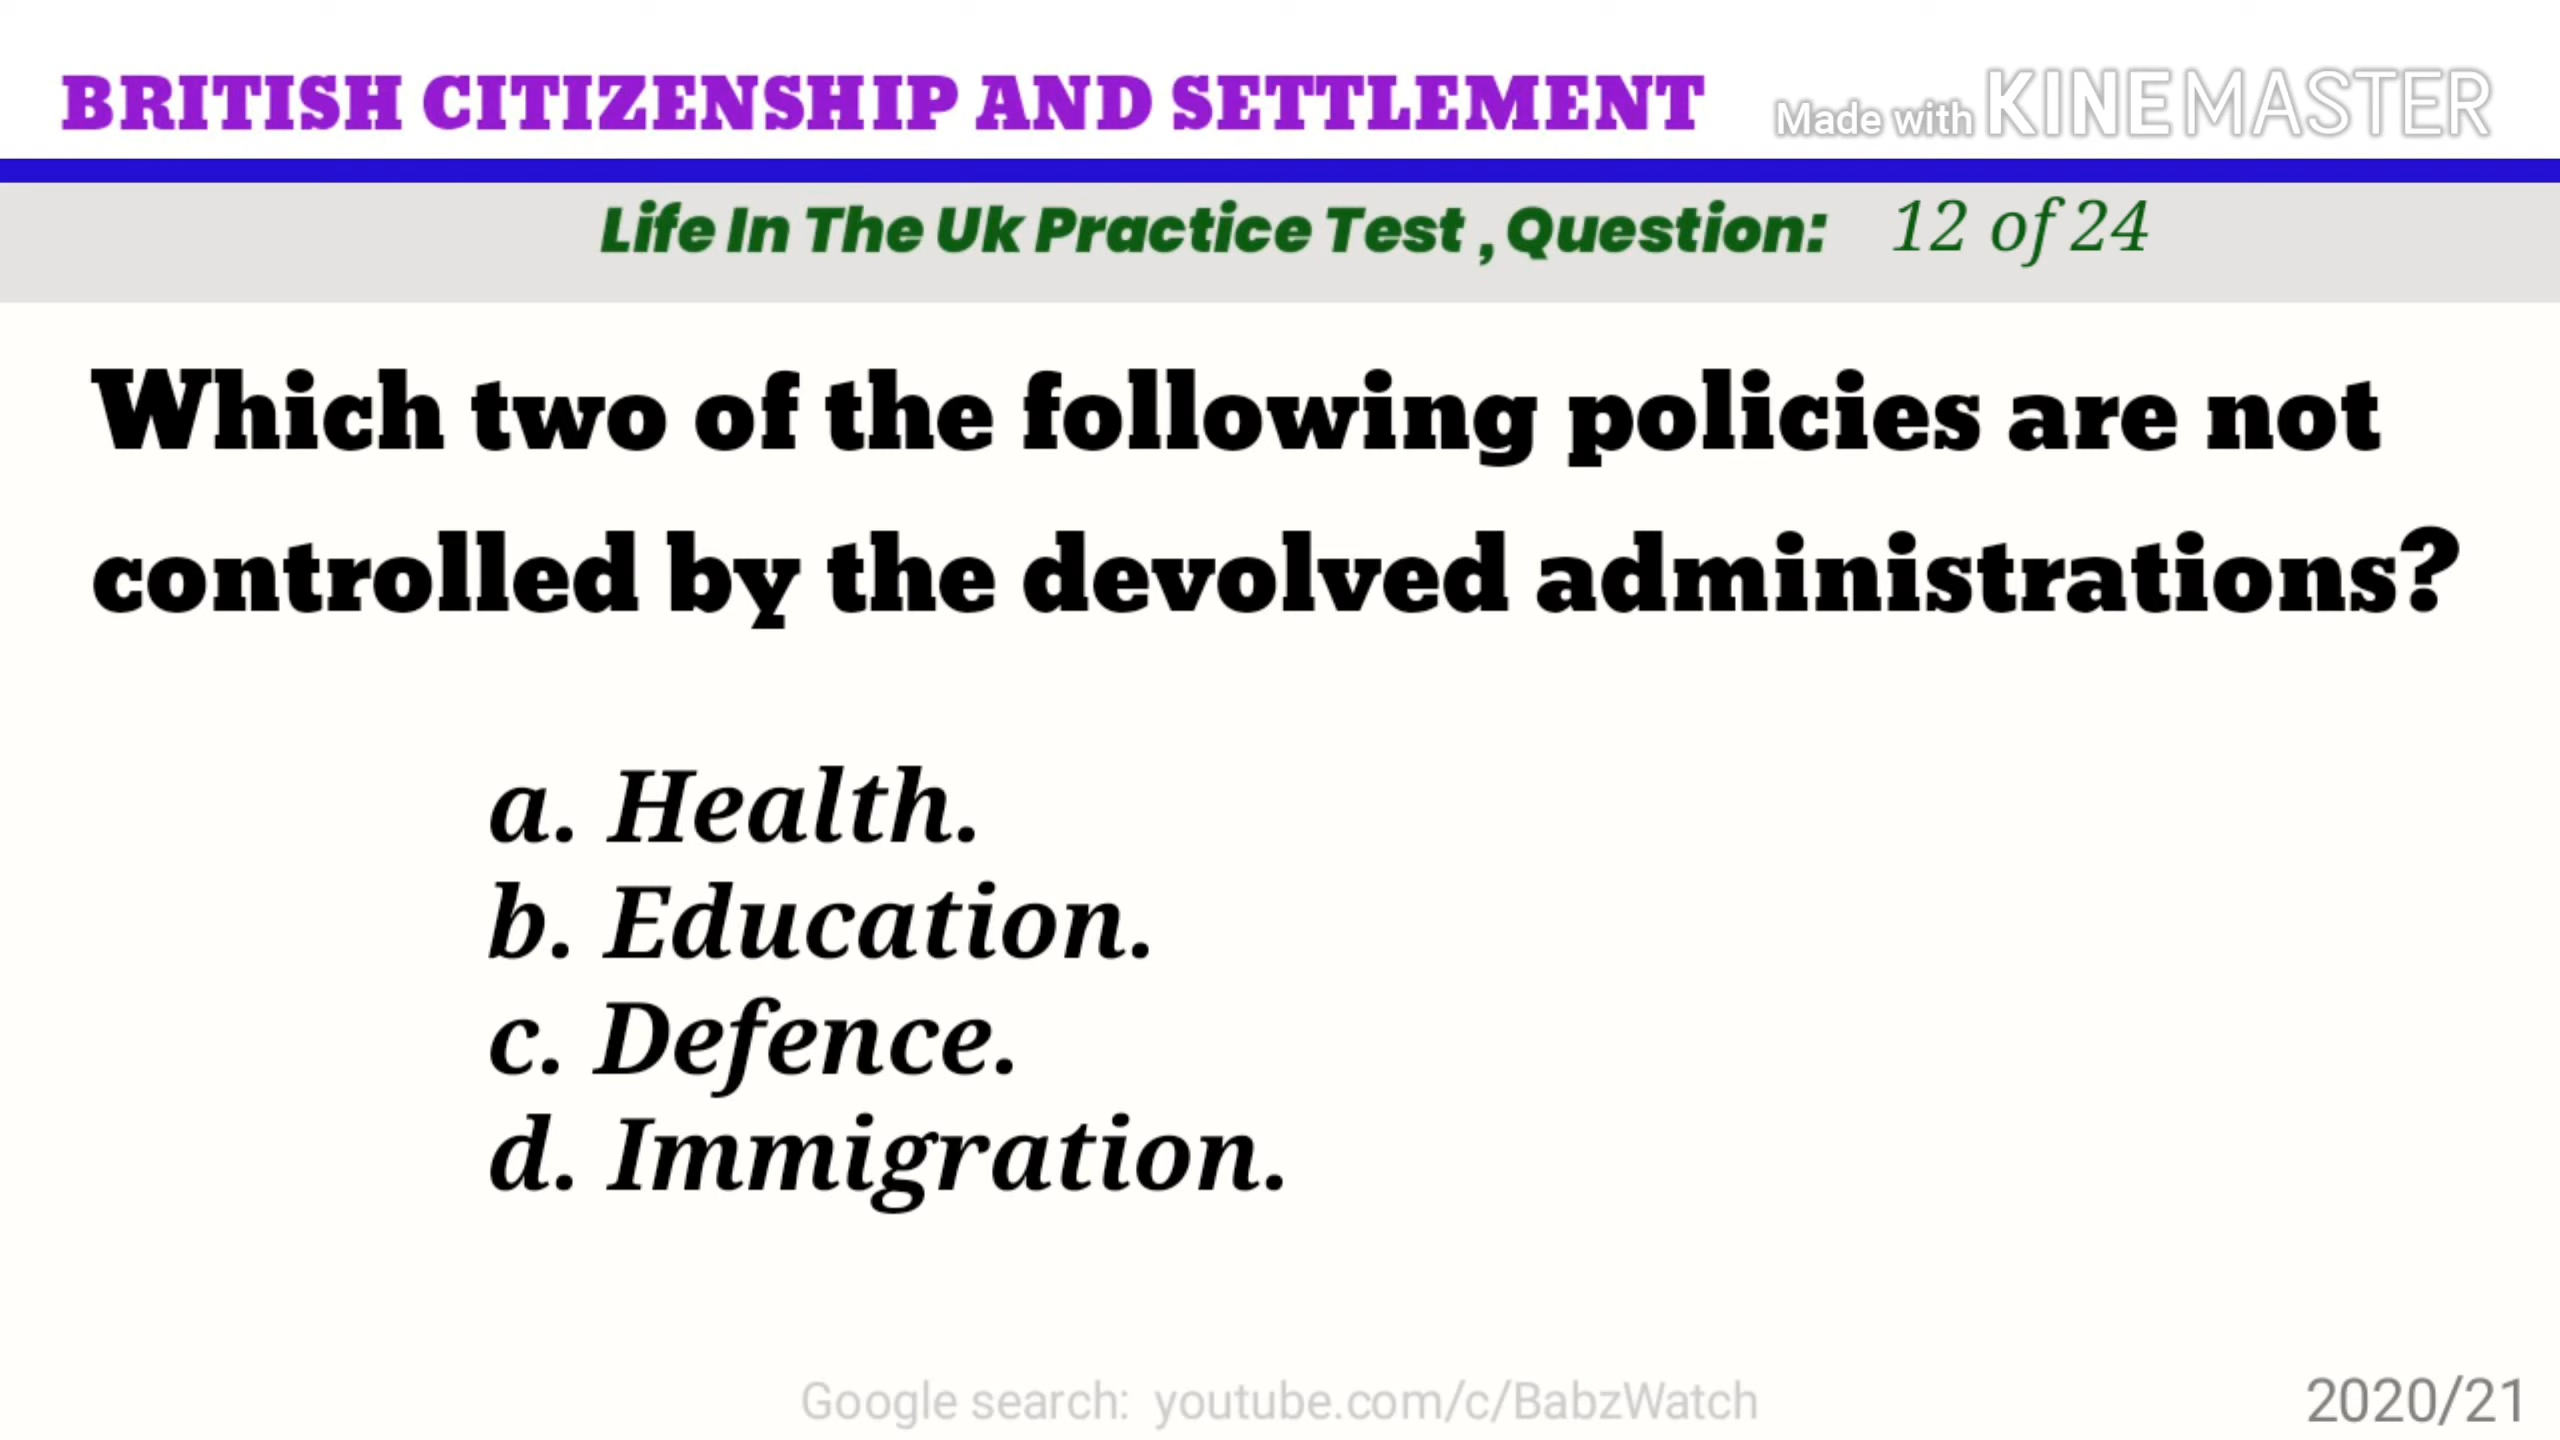 BRITISH CITIZENSHIP AND SETTLEMENT
Made with KINEMASTER
Life In The Uk Practice Test , Question: 12 of 24
Which two of the following policies are not
controlled by the devolved administrations?
a. Health.
b. Education.
c. Defence.
d. Immigration.
Google search: youtube.com/c/BabzWatch
2020/21